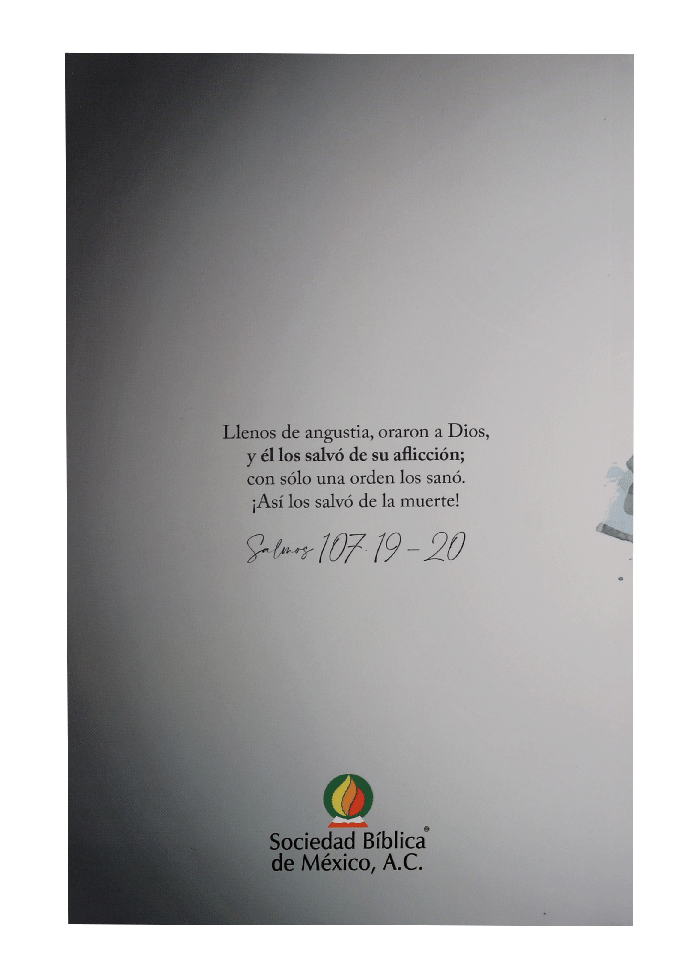 Llenos de angustia, oraron a Dios,
y él los salvó de su aflicción;
con sólo una orden los sanó.
¡Así los salvó de la muerte!
Salmos 107. 19 – 20
Sociedad Bíblica®
de México, A.C.